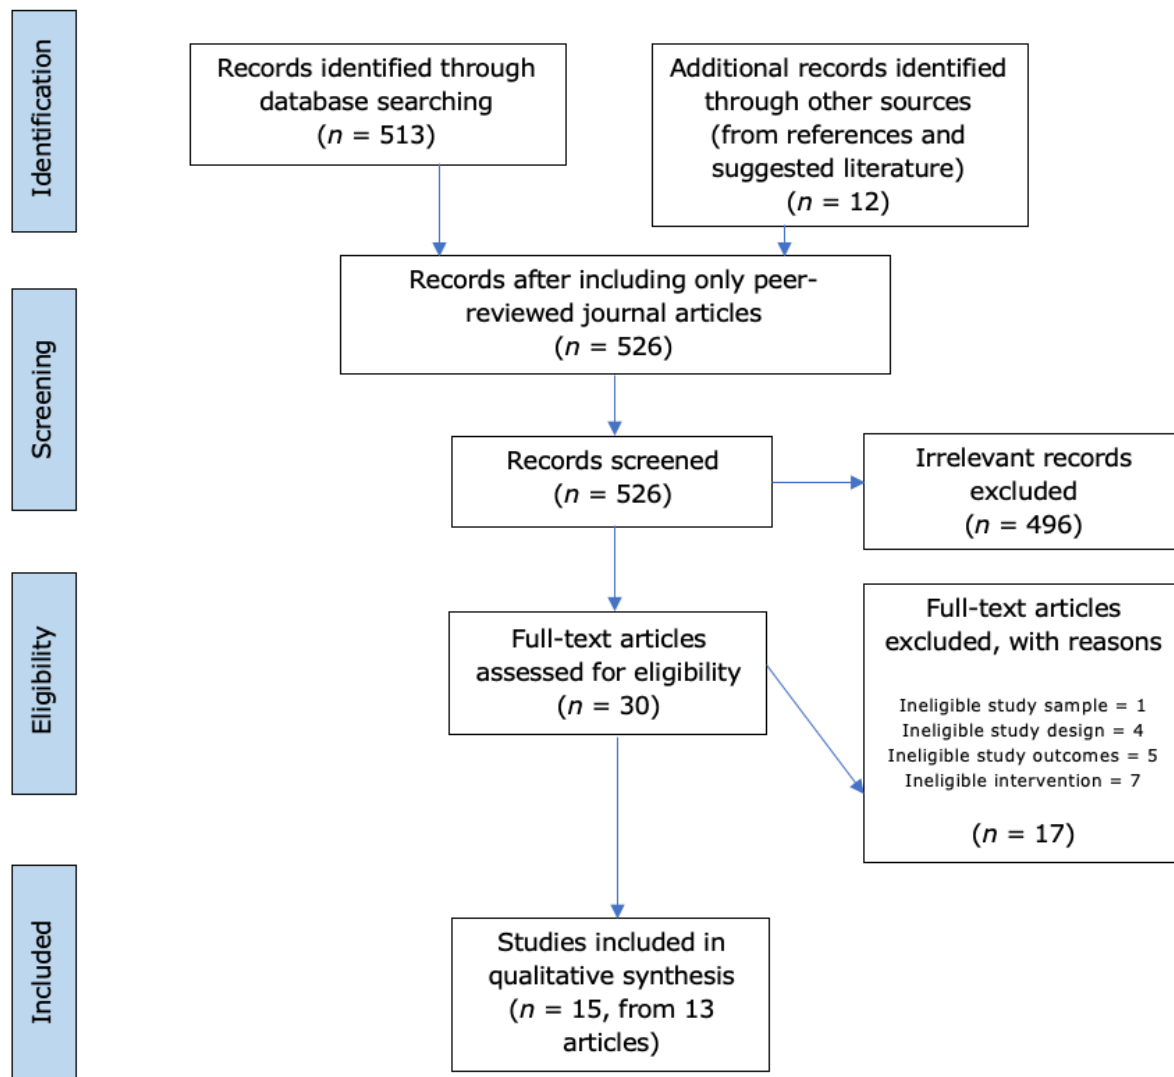 Identification
Records identified through
database searching
(n = 513)
Additional records identified
through other sources
(from references and
suggested literature)
(n = 12)
Screening
Records after including only peer-
reviewed journal articles
(n = 526)
Records screened
(n = 526)
Irrelevant records
excluded
(n = 496)
Eligibility
Full-text articles
assessed for eligibility
(n = 30)
Full-text articles
excluded, with reasons
Ineligible study sample = 1
Ineligible study design = 4
Ineligible study outcomes = 5
Ineligible intervention = 7
(n = 17)
Included
Studies included in
qualitative synthesis
(n = 15, from 13
articles)